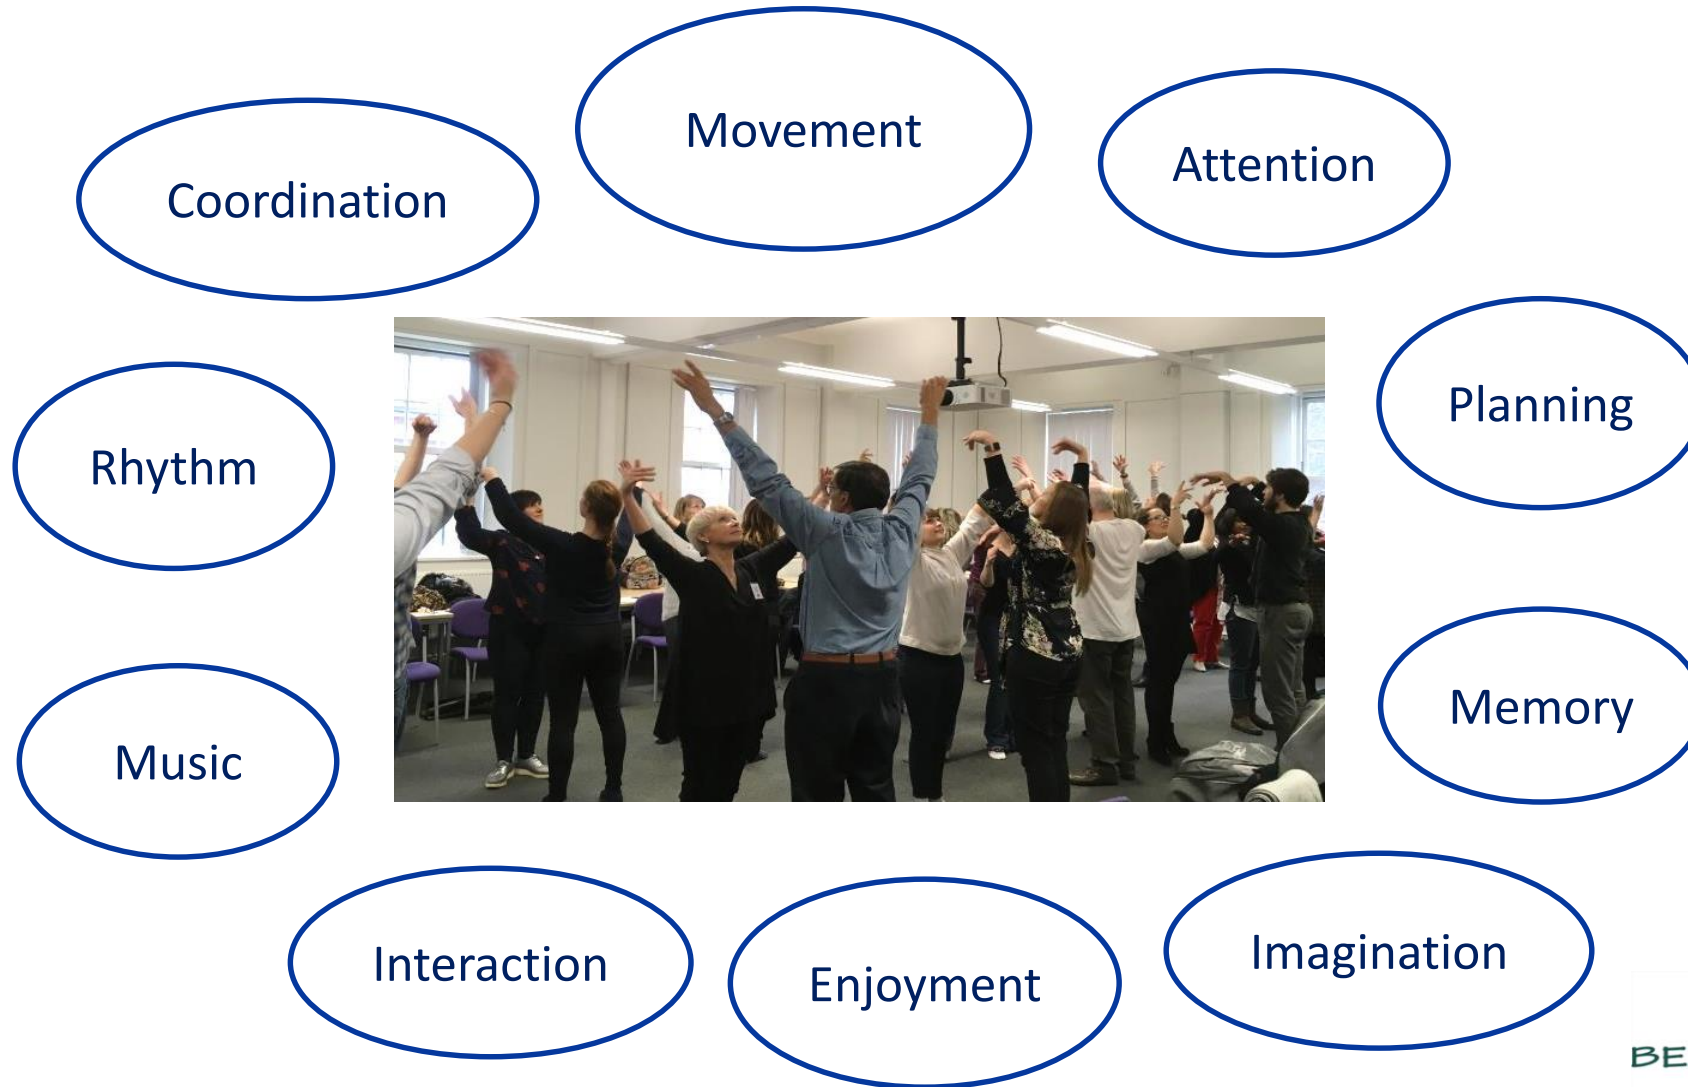 Movement
Attention
Coordination
Planning
Rhythm
Memory
Music
Imagination
Interaction
Enjoyment
BE